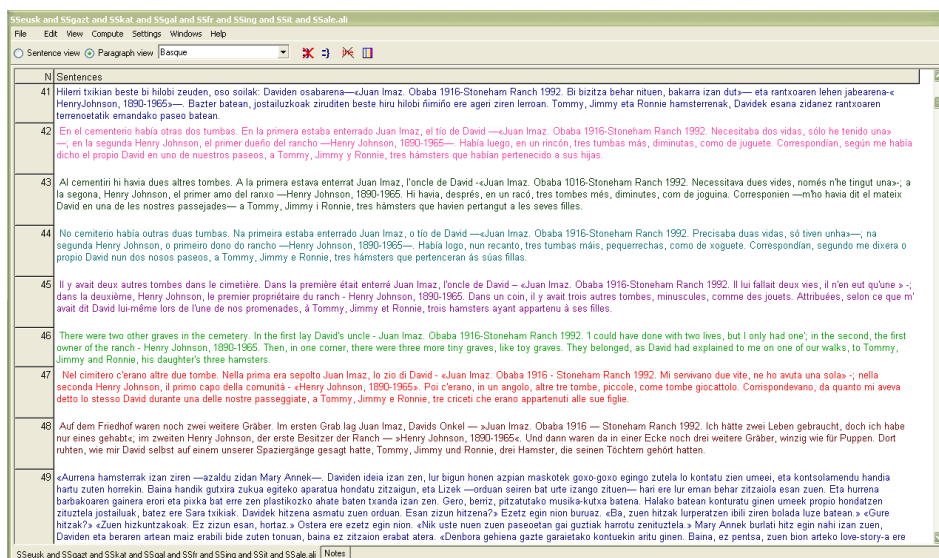 SSeusk and SSgazt and SSkat and SSgal and SSfr and SSing and SSit and SSale.ali
File Edit View Compute Settings Windows Help
Sentence view Paragraph view Basque
N Sentences
41 Hilerri txikian beste bi hilobi zeuden, oso soilak: Daviden osabarena—«Juan Imaz. Obaba 1916-Stoneham Ranch 1992. Bi bizitza behar nituen, bakarra izan dut»— eta rantxoaren lehen jabearena-«
HenryJohnson, 1890-1965»—. Bazter batean, jostailuzkoak ziruditen beste hiru hilobi ñimiño ere ageri ziren lerroan. Tommy, Jimmy eta Ronnie hamsterrenak, Davidek esana zidanez rantxoaren
terrenoetatik emandako paseo batean.
42 En el cementerio había otras dos tumbas. En la primera estaba enterrado Juan Imaz, el tío de David —«Juan Imaz. Obaba 1916-Stoneham Ranch 1992. Necesitaba dos vidas, sólo he tenido una»
—; en la segunda Henry Johnson, el primer dueño del rancho —Henry Johnson, 1890-1965—. Había luego, en un rincón, tres tumbas más, diminutas, como de juguete. Correspondían, según me había
dicho el propio David en uno de nuestros paseos, a Tommy, Jimmy y Ronnie, tres hámsters que habían pertenecido a sus hijas.
43 Al cementiri hi havia dues altres tombes. A la primera estava enterrat Juan Imaz, l'oncle de David -«Juan Imaz. Obaba 1016-Stoneham Ranch 1992. Necessitava dues vides, només n'he tingut una»-; a
la segona, Henry Johnson, el primer amo del ranxo —Henry Johnson, 1890-1965—. Hi havia, després, en un racó, tres tombes més, diminutes, com de joguina. Corresponien —m'ho havia dit el mateix
David en una de les nostres passejades— a Tommy, Jimmy i Ronnie, tres hámsters que havien pertangut a les seves filles.
44 No cemiterio había outras dúas tumbas. Na primeira estaba enterrado Juan Imaz, o tío de David —«Juan Imaz. Obaba 1916-Stoneham Ranch 1992. Precisaba duas vidas, só tiven unha»—; na
segunda Henry Johnson, o primeiro dono do rancho —Henry Johnson, 1890-1965—. Había logo, nun recanto, tres tumbas máis, pequerrechas, como de xoguete. Correspondían, segundo me dixera o
propio David nun dos nosos paseos, a Tommy, Jimmy e Ronnie, tres hámsters que pertenceran ás súas fillas.
45 Il y avait deux autres tombes dans le cimetière. Dans la première était enterré Juan Imaz, l'oncle de David – «Juan Imaz. Obaba 1916-Stoneham Ranch 1992. Il lui fallait deux vies, il n'en eut qu'une » -;
dans la deuxième, Henry Johnson, le premier propriétaire du ranch - Henry Johnson, 1890-1965. Dans un coin, il y avait trois autres tombes, minuscules, comme des jouets. Attribuées, selon ce que m'
avait dit David lui-même lors de l'une de nos promenades, à Tommy, Jimmy et Ronnie, trois hamsters ayant appartenu à ses filles.
46 There were two other graves in the cemetery. In the first lay David's uncle - Juan Imaz. Obaba 1916-Stoneham Ranch 1992. 'I could have done with two lives, but I only had one'; in the second, the first
owner of the ranch - Henry Johnson, 1890-1965. Then, in one corner, there were three more tiny graves, like toy graves. They belonged, as David had explained to me on one of our walks, to Tommy,
Jimmy and Ronnie, his daughter's three hamsters.
47 Nel cimitero c'erano altre due tombe. Nella prima era sepolto Juan Imaz, lo zio di David - «Juan Imaz. Obaba 1916 - Stoneham Ranch 1992. Mi servivano due vite, ne ho avuta una sola» -; nella
seconda Henry Johnson, il primo capo della comunità - «Henry Johnson, 1890-1965». Poi c'erano, in un angolo, altre tre tombe, piccole, come tombe giocattolo. Corrispondevano, da quanto mi aveva
detto lo stesso David durante una delle nostre passeggiate, a Tommy, Jimmy e Ronnie, tre criceti che erano appartenuti alle sue figlie.
48 Auf dem Friedhof waren noch zwei weitere Gräber. Im ersten Grab lag Juan Imaz, Davids Onkel — »Juan Imaz. Obaba 1916 — Stoneham Ranch 1992. Ich hätte zwei Leben gebraucht, doch ich habe
nur eines gehabt«; im zweiten Henry Johnson, der erste Besitzer der Ranch — »Henry Johnson, 1890-1965«. Und dann waren da in einer Ecke noch drei weitere Gräber, winzig wie für Puppen. Dort
ruhten, wie mir David selbst auf einem unserer Spaziergänge gesagt hatte, Tommy, Jimmy und Ronnie, drei Hamster, die seinen Töchtern gehört hatten.
49 «Aurrena hamsterrak izan ziren —azaldu zidan Mary Annek—. Daviden ideia izan zen, lur bigun honen azpian maskotek goxo-goxo egingo zutela lo kontatu zien umeei, eta kontsolamendu handia
hartu zuten horrekin. Baina handik gutxira zukua egiteko aparatua hondatu zitzaigun, eta Lizek —orduan seiren bat urte izango zituen— hari ere lur eman behar zitzaiola esan zuen. Eta hurrena
barbakoaren gainera erori eta pixka bat erre zen plastikozko ahate baten txanda izan zen. Gero, berriz, pitzatutako musika-kutxa batena. Halako batean konturatu ginen umeek propio hondatzen
zituztela jostailuak, batez ere Sara txikiak. Davidek hitzena asmatu zuen orduan. Esan zizun hitzena?» Ezetz egin nion buruaz. «Ba, zuen hitzak lurperatzen ibili ziren bolada luze batean.» «Gure
hitzak?» «Zuen hizkuntzakoak. Ez zizun esan, hortaz.» Ostera ere ezetz egin nion. «Nik uste nuen zuen paseoetan gai guztiak harrotu zenituztela.» Mary Annek burlati hitz egin nahi izan zuen,
Daviden eta beraren artean maiz erabili bide zuten tonuan, baina ez zitzaion erabat atera. «Denbora gehiena gazte garaietako kontuekin aritu ginen. Baina, ez pentsa, zuen bion arteko love-story-a ere
SSeusk and SSgazt and SSkat and SSgal and SSfr and SSing and SSit and SSale.ali Notes